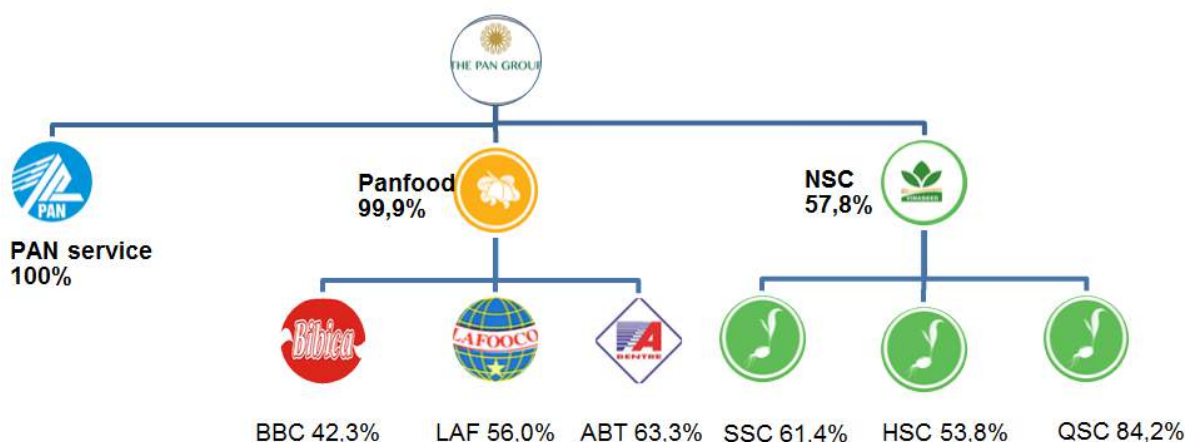 THE PAN GROUP
PAN
PAN service
100%
Panfood
99,9%
NSC
57,8%
VINASEED
Bibica
LAFOOCO
A
BENTRE
BBC 42,3%
LAF 56,0%
ABT 63,3%
SSC 61,4%
HSC 53,8%
QSC 84,2%